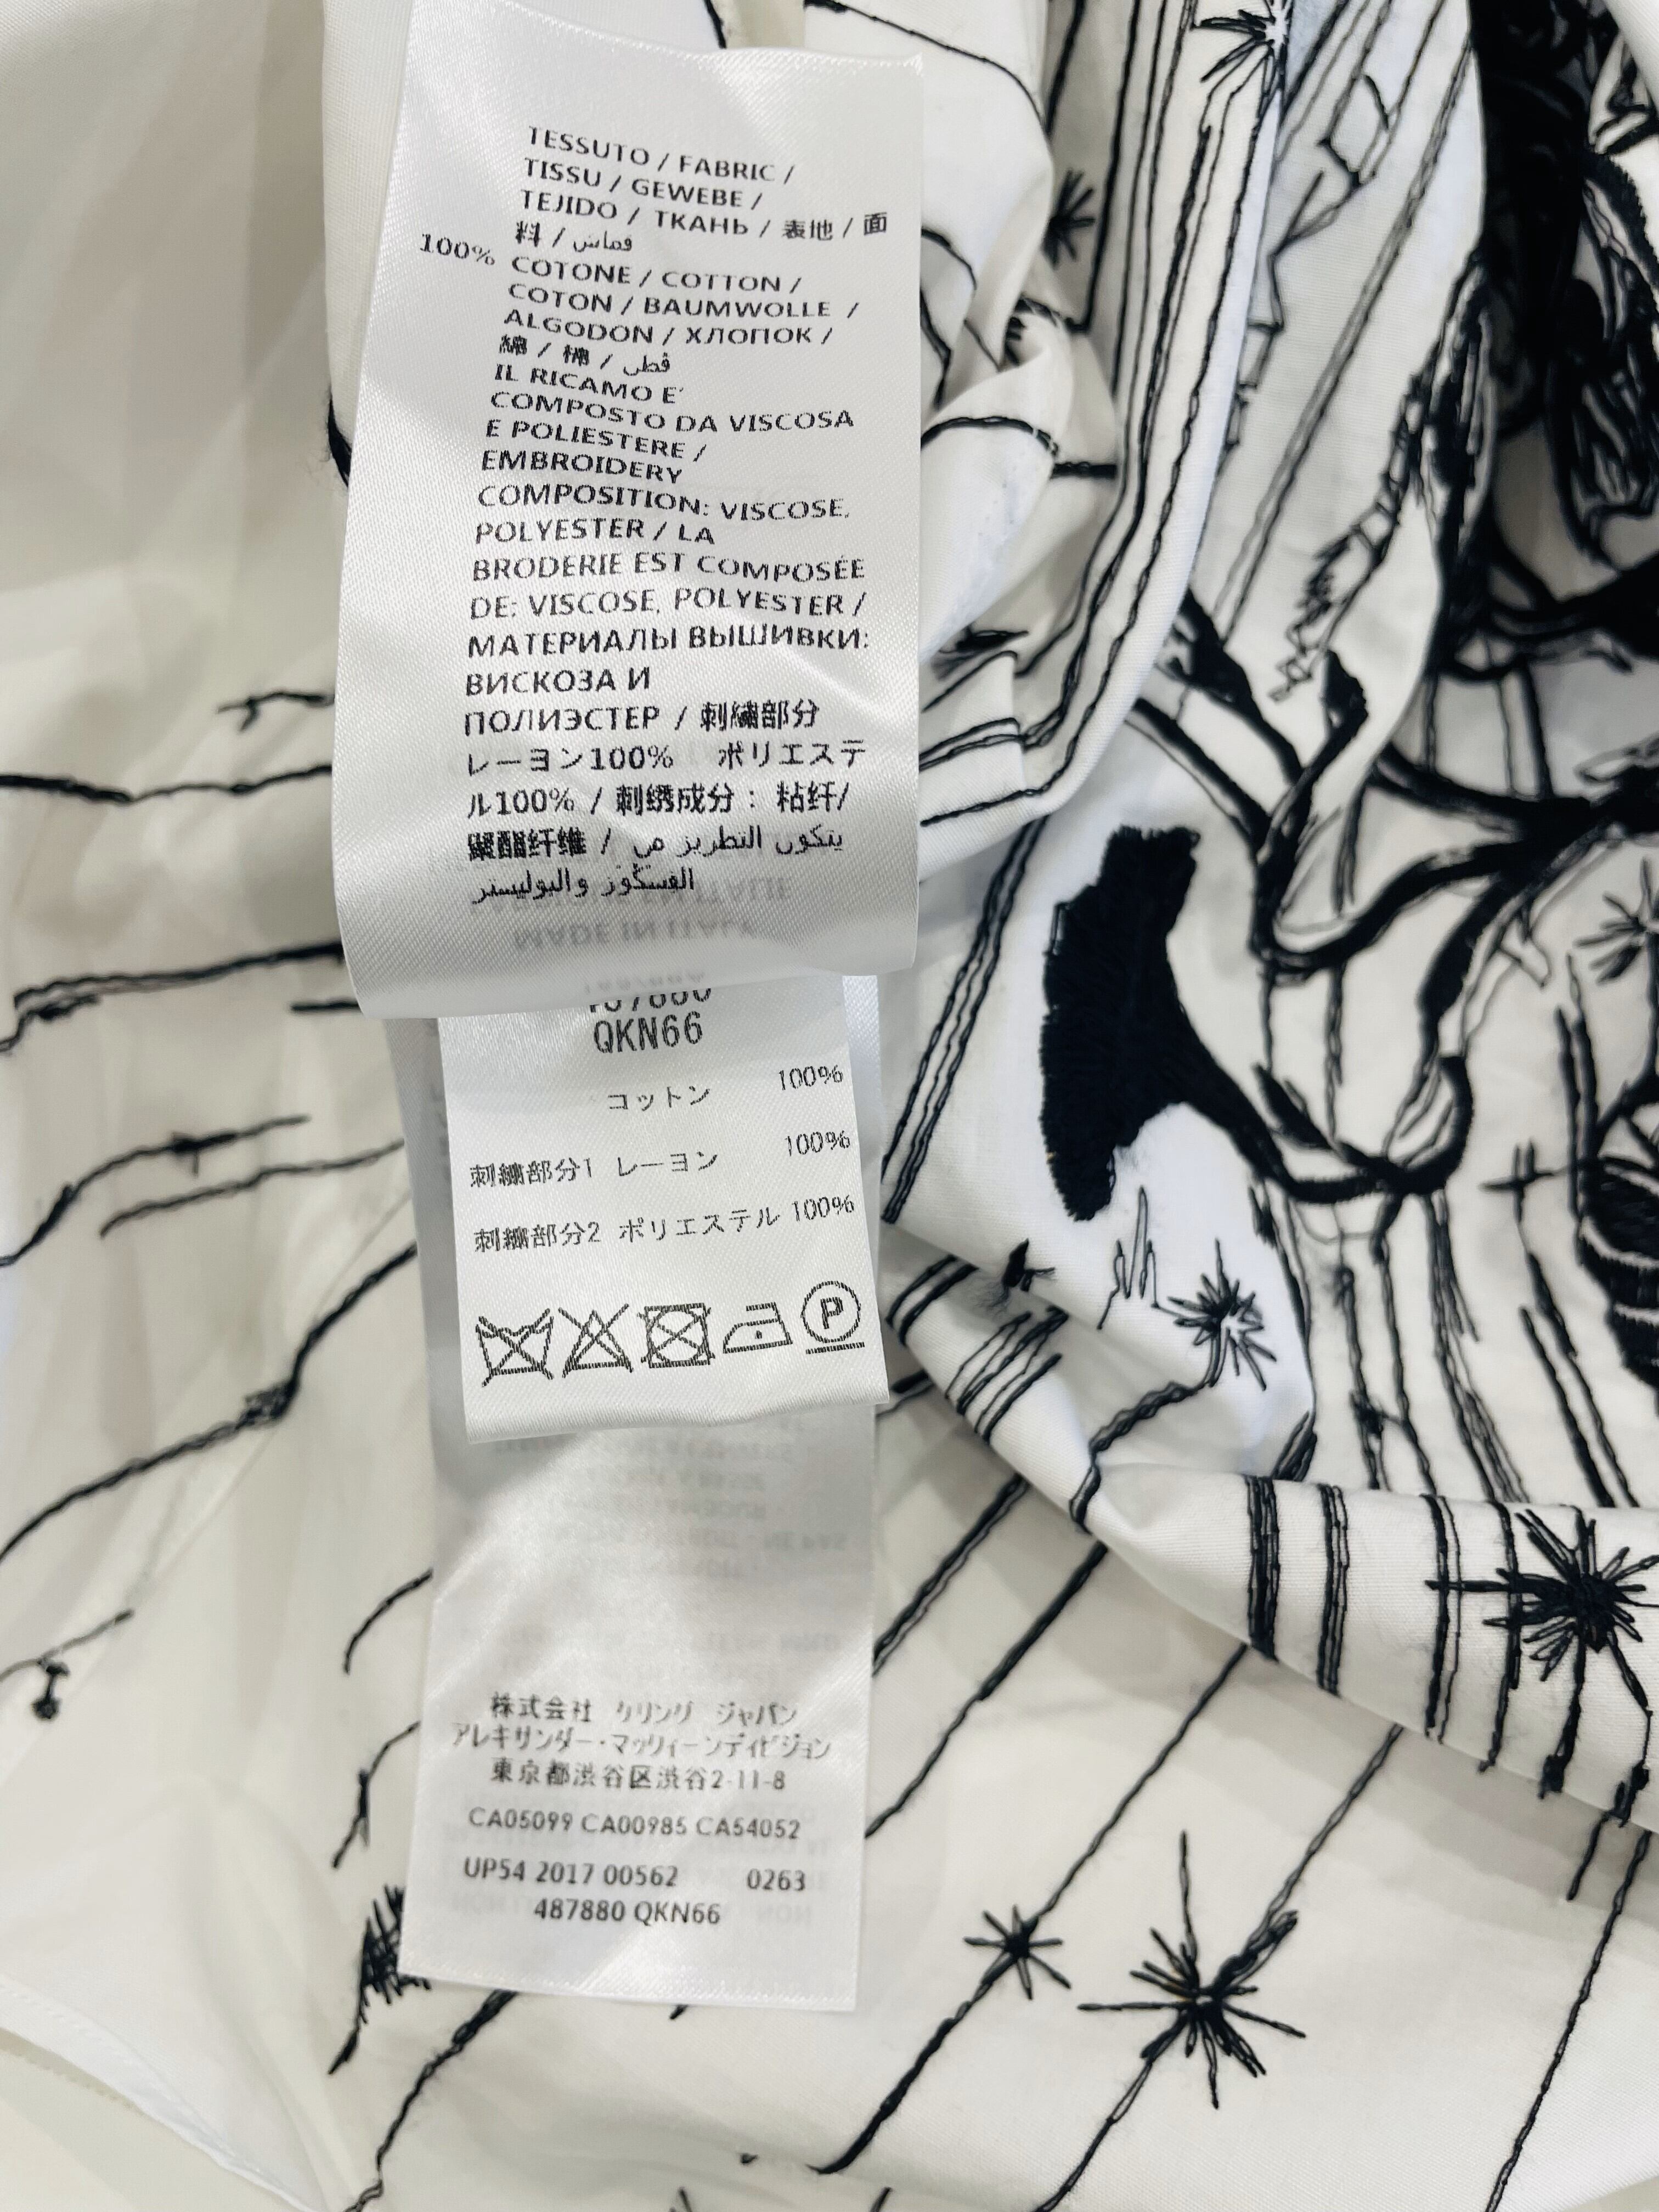 TESSUTO / FABRIC /
TISSU / GEWEBE /
TEJIDO / ТКАНЬ / 表地 / 面
料 / قماش
100% COTONE / COTTON /
COTON / BAUMWOLLE /
ALGODON / ХЛОПОК /
綿 / 棉 / قطن
IL RICAMO E'
COMPOSTO DA VISCOSA
E POLIESTERE /
EMBROIDERY
COMPOSITION: VISCOSE,
POLYESTER / LA
BRODERIE EST COMPOSÉE
DE: VISCOSE, POLYESTER /
МАТЕРИАЛЫ ВЫШИВКИ:
ВИСКОЗА И
ПОЛИЭСТЕР / 刺繍部分
レーヨン100% ポリエステ
ル100% / 刺绣成分：粘纤/
聚酯纤维 / يتكون التطريز من
الفسكوز والبوليستر
MADE IN ITALY
487880
QKN66
コットン 100%
刺繍部分1 レーヨン 100%
刺繍部分2 ポリエステル 100%
P
株式会社 ケリング ジャパン
アレキサンダー・マックィーンディビジョン
東京都渋谷区渋谷2-11-8
CA05099 CA00985 CA54052
UP54 2017 00562 0263
487880 QKN66